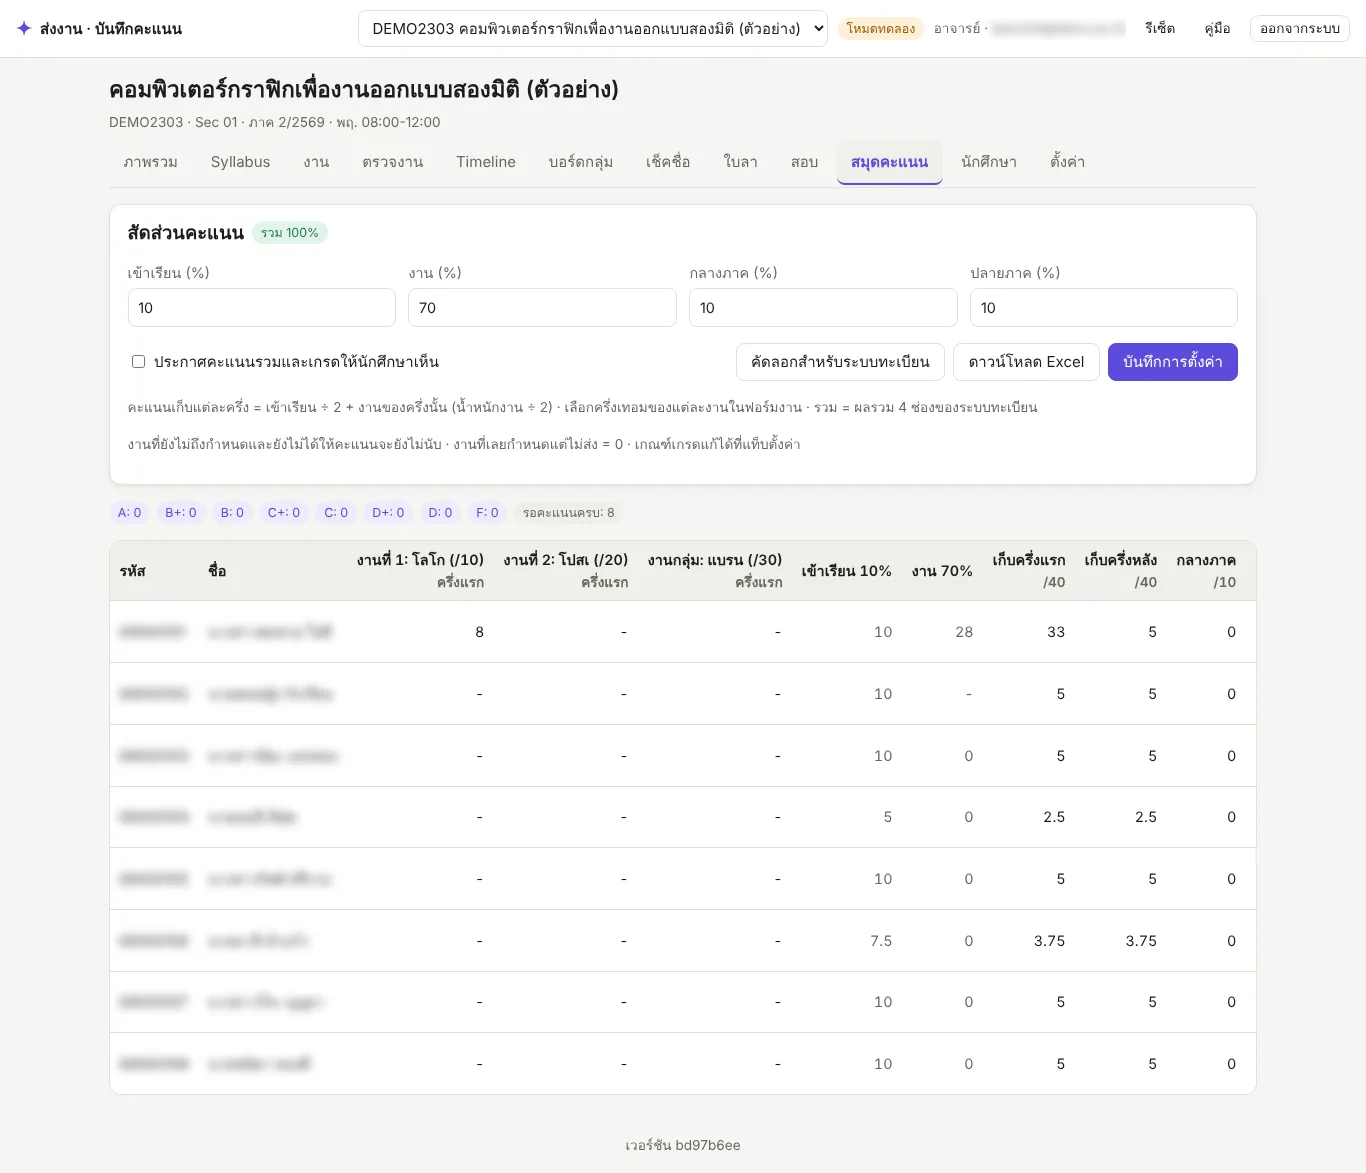 ส่งงาน · บันทึกคะแนน
DEMO2303 คอมพิวเตอร์กราฟิกเพื่องานออกแบบสองมิติ (ตัวอย่าง)
โหมดทดลอง
อาจารย์ ·
รีเซ็ต
คู่มือ
ออกจากระบบ
คอมพิวเตอร์กราฟิกเพื่องานออกแบบสองมิติ (ตัวอย่าง)
DEMO2303 · Sec 01 · ภาค 2/2569 · พฤ. 08:00-12:00
ภาพรวม Syllabus งาน ตรวจงาน Timeline บอร์ดกลุ่ม เช็คชื่อ ใบลา สอบ สมุดคะแนน นักศึกษา ตั้งค่า
สัดส่วนคะแนน รวม 100%
เข้าเรียน (%) งาน (%) กลางภาค (%) ปลายภาค (%)
10 70 10 10
ประกาศคะแนนรวมและเกรดให้นักศึกษาเห็น คัดลอกสำหรับระบบทะเบียน ดาวน์โหลด Excel บันทึกการตั้งค่า
คะแนนเก็บแต่ละครึ่ง = เข้าเรียน ÷ 2 + งานของครึ่งนั้น (น้ำหนักงาน ÷ 2) · เลือกครึ่งเทอมของแต่ละงานในฟอร์มงาน · รวม = ผลรวม 4 ช่องของระบบทะเบียน
งานที่ยังไม่ถึงกำหนดและยังไม่ได้ให้คะแนนจะยังไม่นับ · งานที่เลยกำหนดแต่ไม่ส่ง = 0 · เกณฑ์เกรดแก้ได้ที่แท็บตั้งค่า
A: 0 B+: 0 B: 0 C+: 0 C: 0 D+: 0 D: 0 F: 0 รอคะแนนครบ: 8
รหัส ชื่อ งานที่ 1: โลโก (/10) งานที่ 2: โปสเ (/20) งานกลุ่ม: แบรน (/30) เข้าเรียน 10% งาน 70% เก็บครึ่งแรก เก็บครึ่งหลัง กลางภาค
ครึ่งแรก ครึ่งแรก ครึ่งแรก /40 /40 /10
8 - - 10 28 33 5 0
- - - 10 - 5 5 0
- - - 10 0 5 5 0
- - - 5 0 2.5 2.5 0
- - - 10 0 5 5 0
- - - 7.5 0 3.75 3.75 0
- - - 10 0 5 5 0
- - - 10 0 5 5 0
เวอร์ชัน bd97b6ee